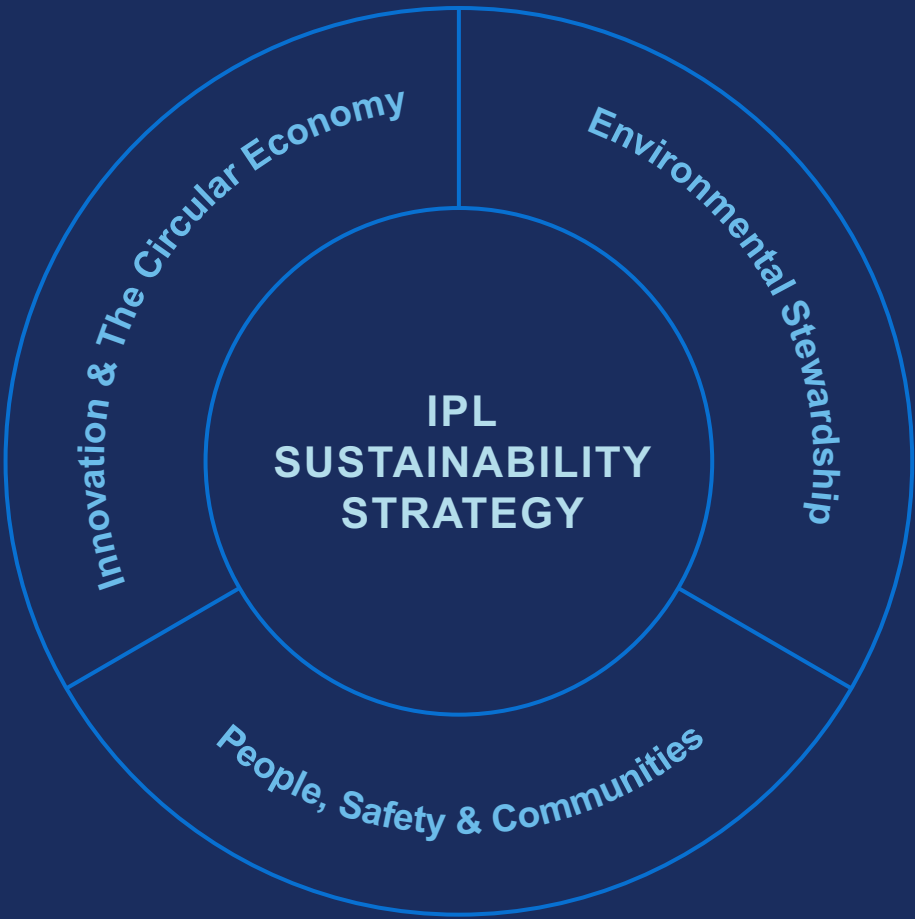 Innovation & The Circular Economy
Environmental Stewardship
IPL
SUSTAINABILITY
STRATEGY
People, Safety & Communities